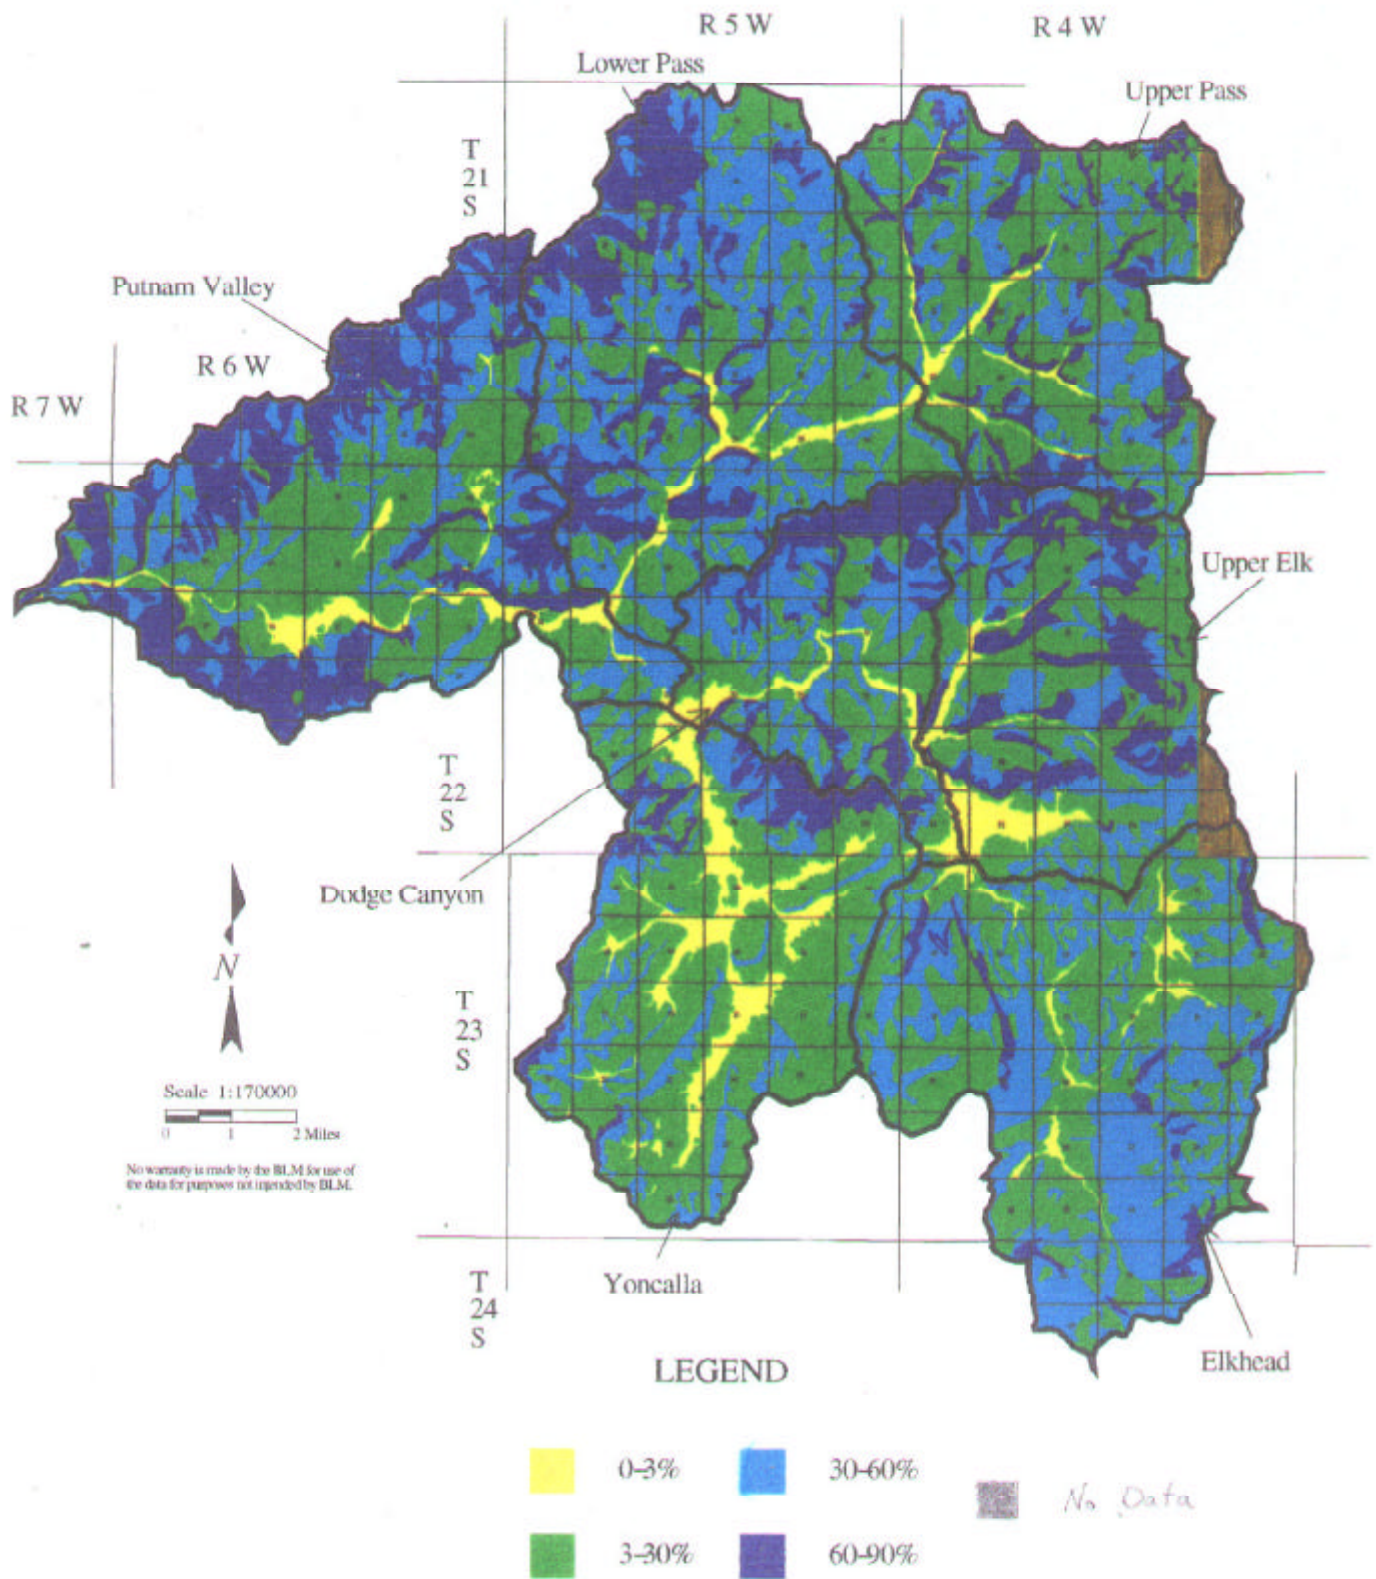 R 5 W
R 4 W
Lower Pass
Upper Pass
T
21
S
Putnam Valley
R 6 W
R 7 W
Upper Elk
T
22
S
Dodge Canyon
N
T
23
S
Scale 1:170000
0 1 2 Miles
No warranty is made by the BLM for use of
the data for purposes not intended by BLM.
Yoncalla
T
24
S
Elkhead
LEGEND
0-3%
30-60%
No Data
3-30%
60-90%